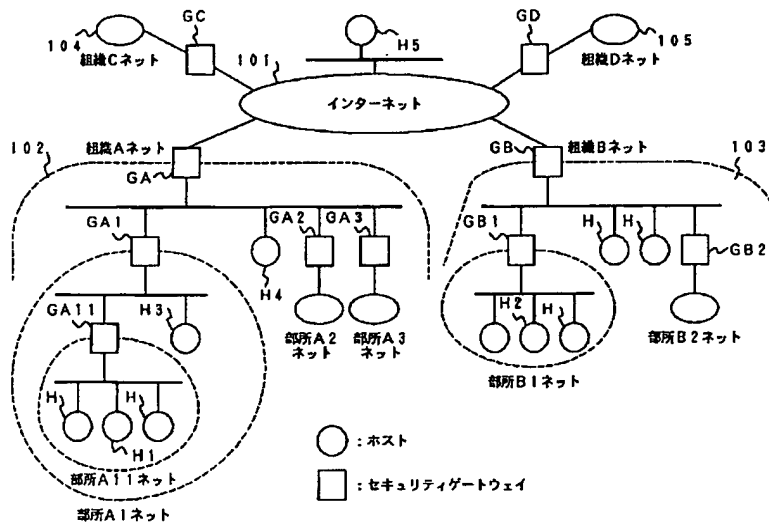 GC
GD
104
組織Cネット
101
H5
105
組織Dネット
インターネット
102
組織Aネット
GA
GB
組織Bネット
103
GA1
GA2
GA3
H4
GB1
H
H
GB2
GA11
H3
部所A2
ネット
部所A3
ネット
H2
H
部所B2ネット
部所B1ネット
H
H
H1
部所A11ネット
部所A1ネット
:ホスト
:セキュリティゲートウェイ